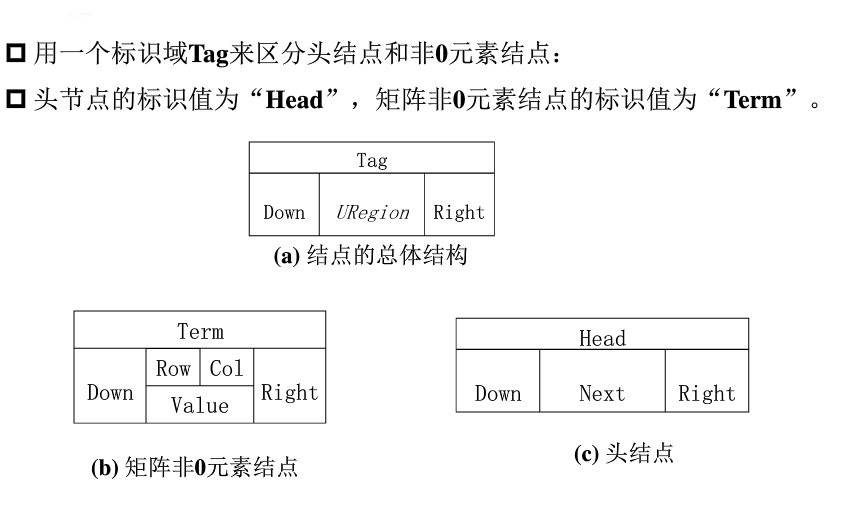 用一个标识域Tag来区分头结点和非0元素结点：
头节点的标识值为“Head”，矩阵非0元素结点的标识值为“Term”。
Tag
Down URegion Right
(a) 结点的总体结构
Term
Down Row Col Right
Value
(b) 矩阵非0元素结点
Head
Down Next Right
(c) 头结点